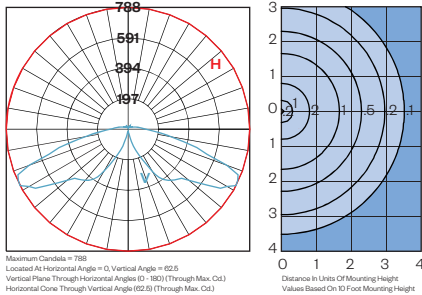 788
591
394
197
H
V
Maximum Candela = 788
Located At Horizontal Angle = 0, Vertical Angle = 62.5
Vertical Plane Through Horizontal Angles (0 - 180) (Through Max. Cd.)
Horizontal Cone Through Vertical Angle (62.5) (Through Max. Cd.)
3
2
1
0
1
2
3
4
2 1 2 1 .5 .2 .1
0 1 2 3 4
Distance In Units Of Mounting Height
Values Based On 10 Foot Mounting Height